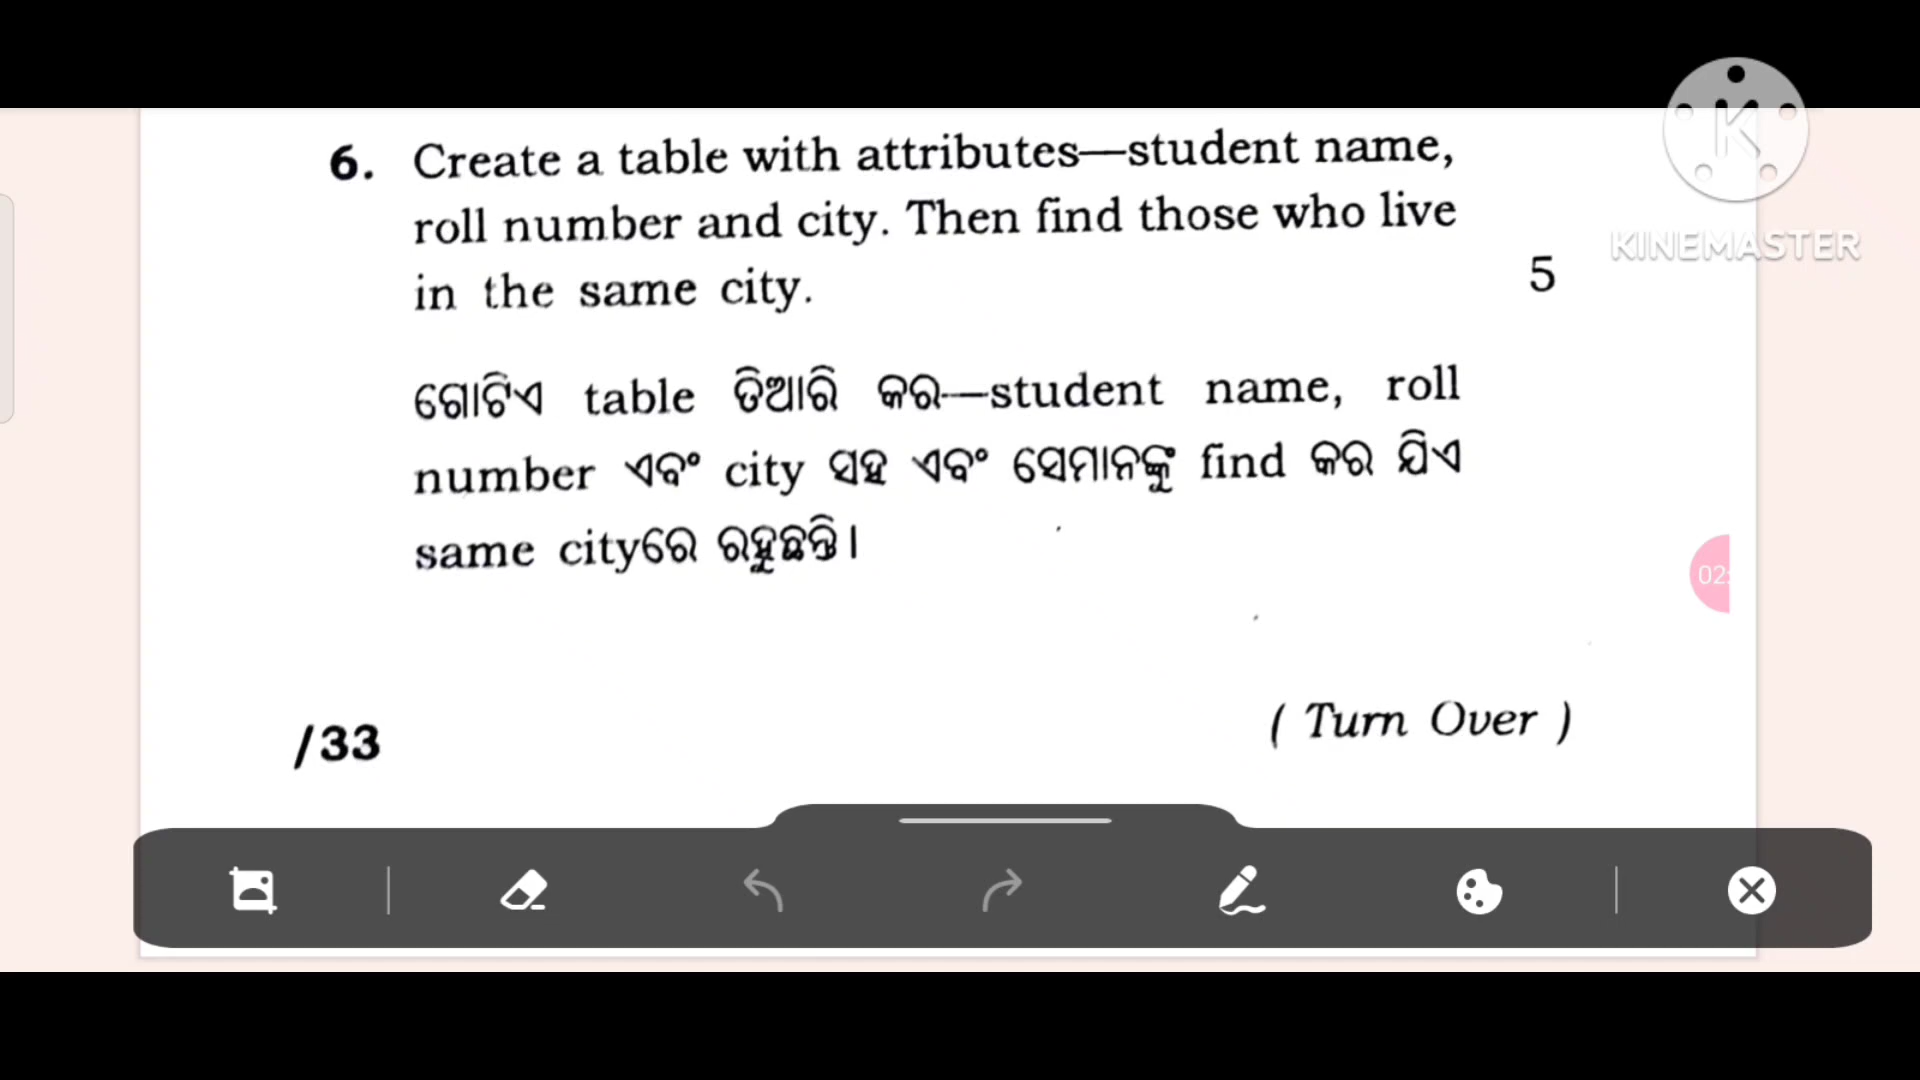 6. Create a table with attributes—student name,
roll number and city. Then find those who live
in the same city.
5
ଗୋଟିଏ table ତିଆରି କର—student name, roll
number ଏବଂ city ସହ ଏବଂ ସେମାନଙ୍କୁ find କର ଯିଏ
same cityରେ ରହୁଛନ୍ତି।
/33
( Turn Over )
KINEMASTER
02: